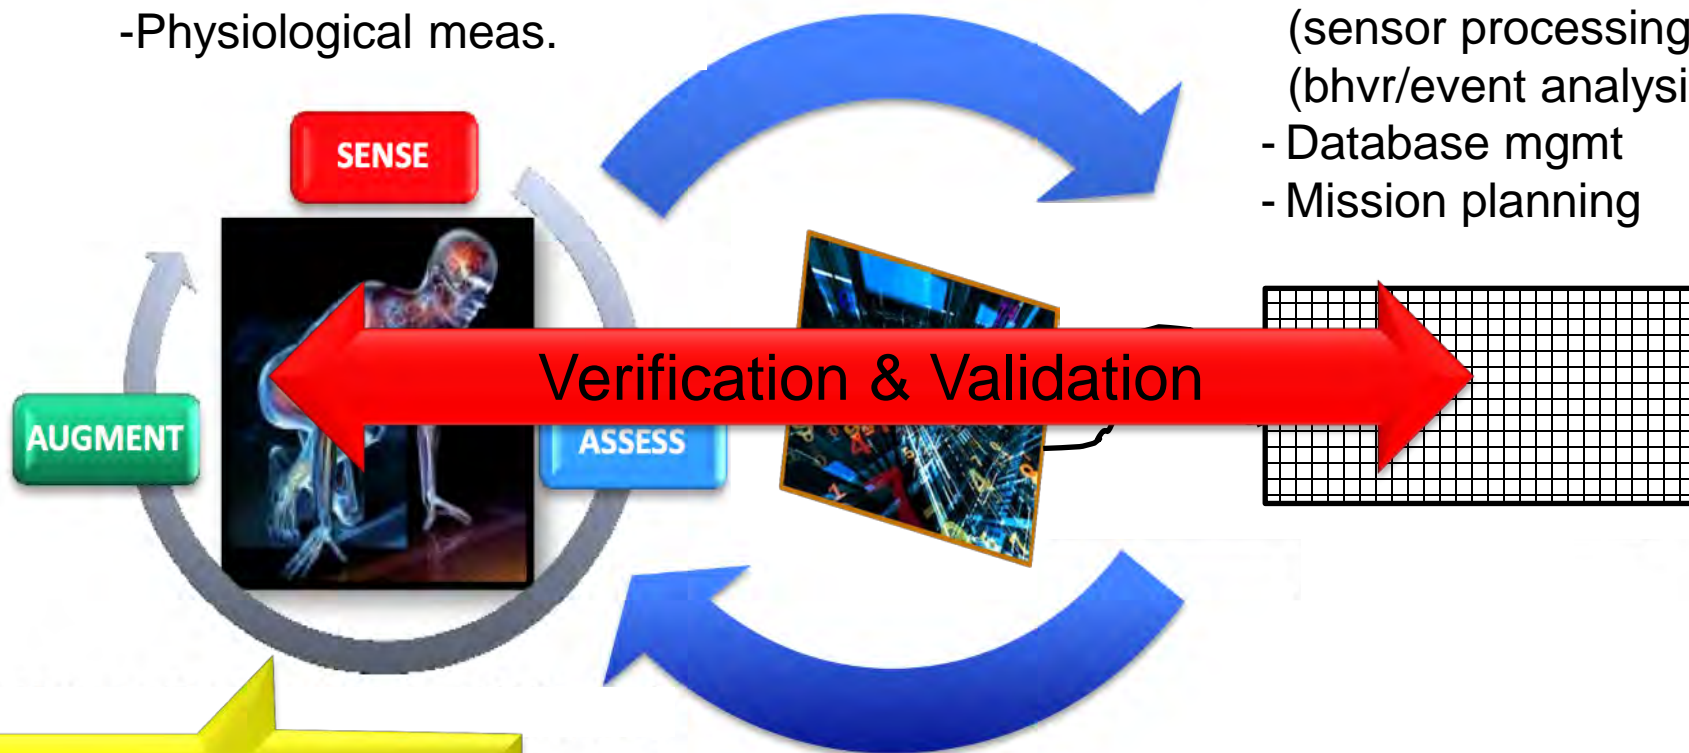 -Physiological meas.
(sensor processing
(bhvr/event analysi
- Database mgmt
- Mission planning
SENSE
Verification & Validation
AUGMENT
ASSESS